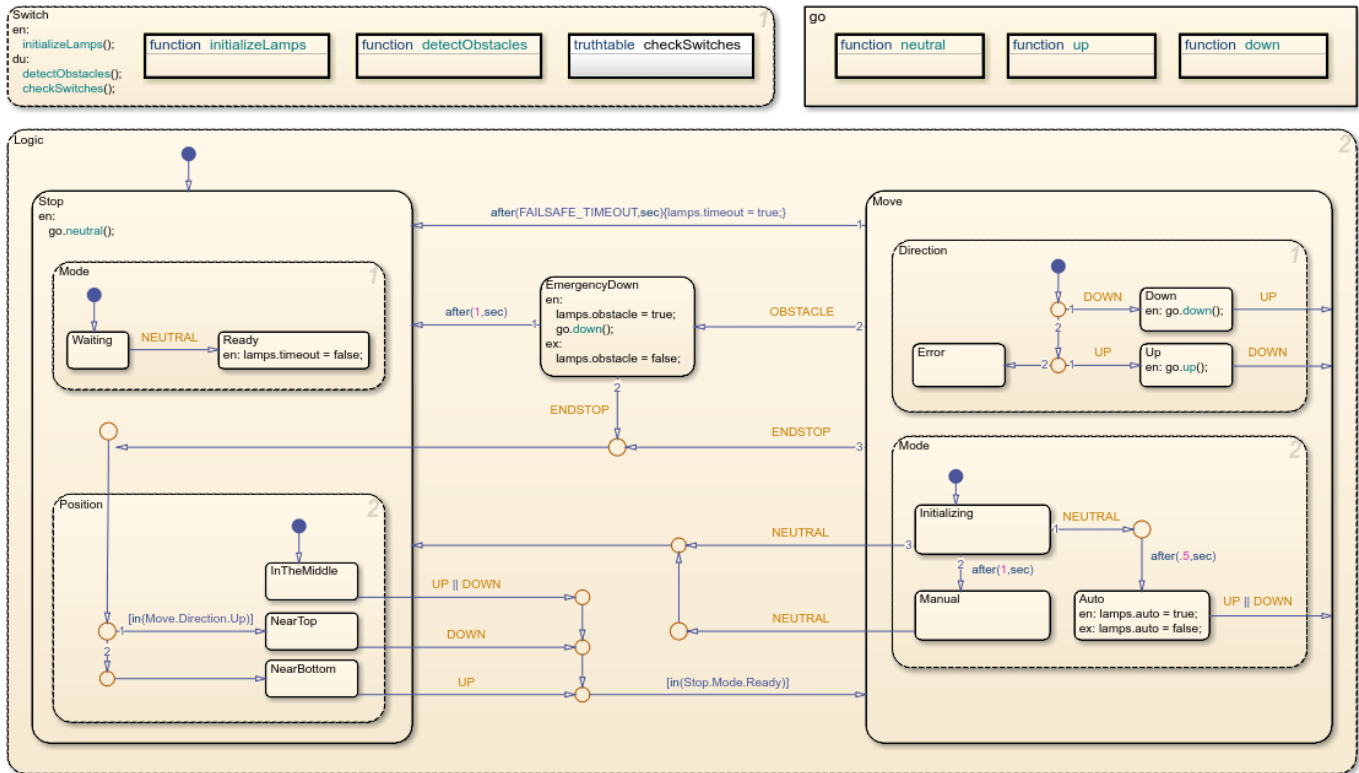 Switch
1
en:
initializeLamps();
du:
detectObstacles();
checkSwitches();
function initializeLamps
function detectObstacles
truthtable checkSwitches
go
function neutral
function up
function down
Logic
2
Stop
en:
go.neutral();
Mode
1
Waiting
NEUTRAL
Ready
en: lamps.timeout = false;
Position
2
InTheMiddle
[in(Move.Direction.Up)]
1
NearTop
2
NearBottom
after(FAILSAFE_TIMEOUT,sec){lamps.timeout = true;}
1
EmergencyDown
en:
lamps.obstacle = true;
go.down();
ex:
lamps.obstacle = false;
after(1,sec)
1
OBSTACLE
2
2
ENDSTOP
ENDSTOP
3
UP || DOWN
DOWN
UP
[in(Stop.Mode.Ready)]
NEUTRAL
3
NEUTRAL
Move
Direction
1
1
DOWN
Down
en: go.down();
UP
2
Error
2
1
UP
Up
en: go.up();
DOWN
Mode
2
Initializing
1
NEUTRAL
2
after(1,sec)
after(.5,sec)
Manual
Auto
en: lamps.auto = true;
ex: lamps.auto = false;
UP || DOWN